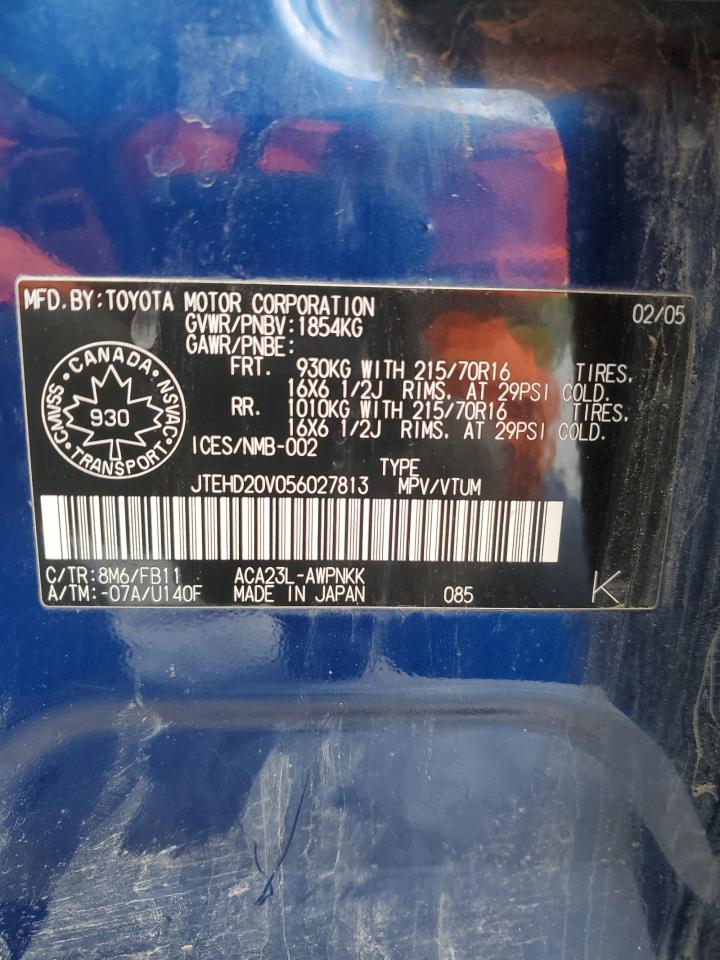 MFD.BY:TOYOTA MOTOR CORPORATION 02/05
GVWR/PNBV:1854KG
GAWR/PNBE:
FRT. 930KG WITH 215/70R16 TIRES,
16X6 1/2J RIMS, AT 29PSI COLD.
RR. 1010KG WITH 215/70R16 TIRES,
16X6 1/2J RIMS, AT 29PSI COLD.
CANADA
CMVSS NSVAC
930
TRANSPORT
ICES/NMB-002
TYPE
JTEHD20V056027813 MPV/VTUM
C/TR:8M6/FB11 ACA23L-AWPNKK
A/TM:-07A/U140F MADE IN JAPAN 085 K